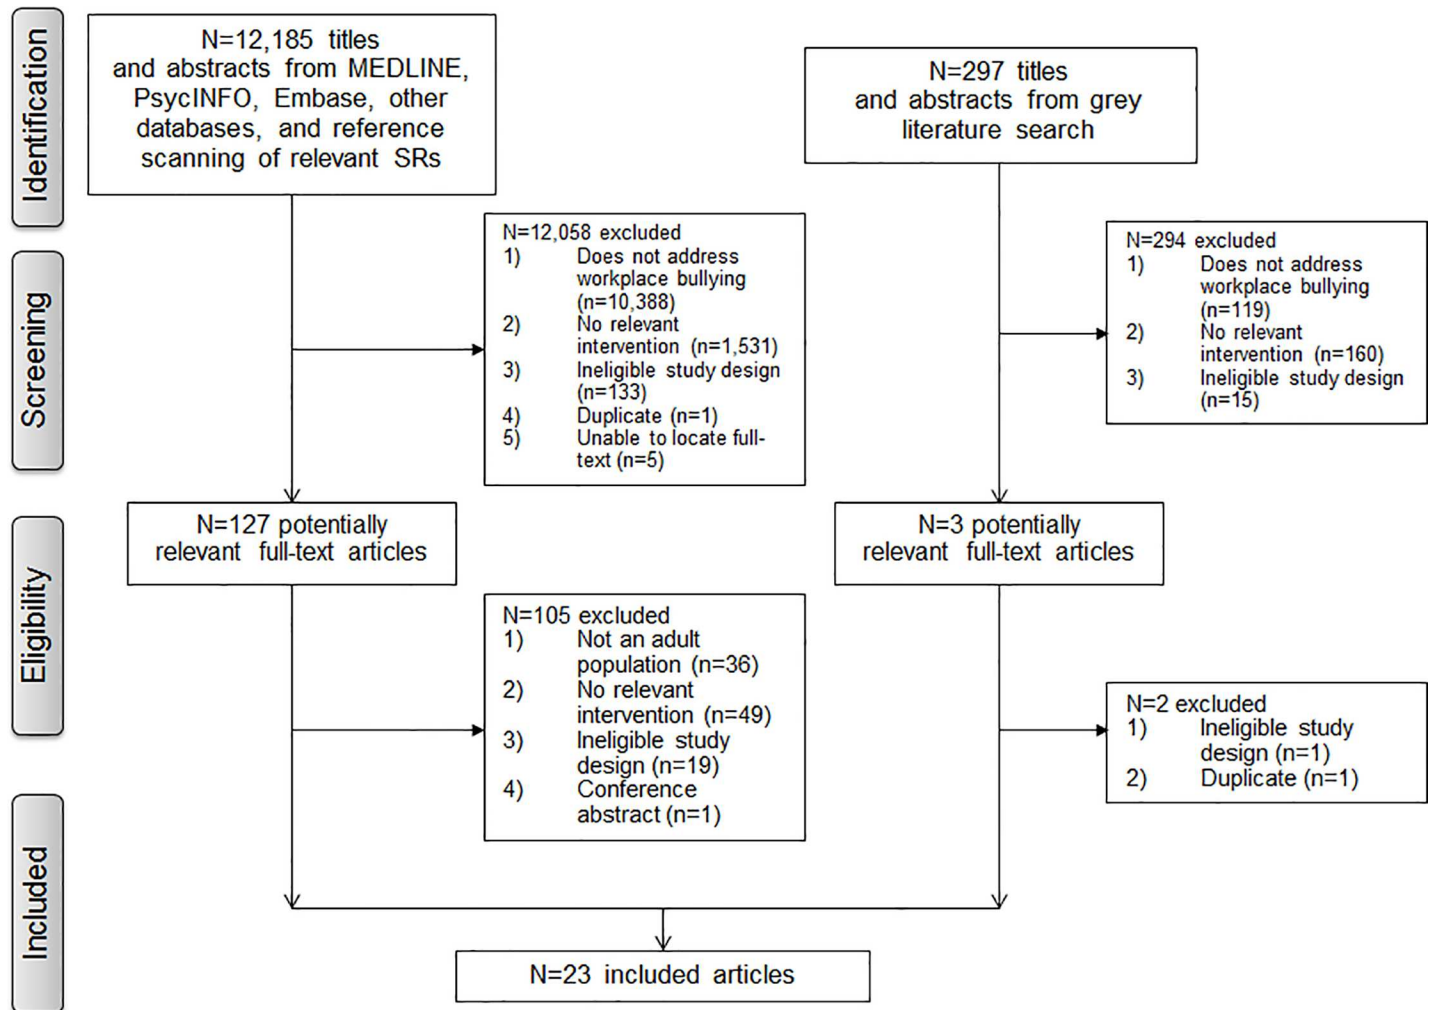 Identification
N=12,185 titles
and abstracts from MEDLINE,
PsycINFO, Embase, other
databases, and reference
scanning of relevant SRs
N=297 titles
and abstracts from grey
literature search
Screening
N=12,058 excluded
1) Does not address
workplace bullying
(n=10,388)
2) No relevant
intervention (n=1,531)
3) Ineligible study design
(n=133)
4) Duplicate (n=1)
5) Unable to locate full-
text (n=5)
N=294 excluded
1) Does not address
workplace bullying
(n=119)
2) No relevant
intervention (n=160)
3) Ineligible study design
(n=15)
Eligibility
N=127 potentially
relevant full-text articles
N=3 potentially
relevant full-text articles
N=105 excluded
1) Not an adult
population (n=36)
2) No relevant
intervention (n=49)
3) Ineligible study
design (n=19)
4) Conference
abstract (n=1)
N=2 excluded
1) Ineligible study
design (n=1)
2) Duplicate (n=1)
Included
N=23 included articles